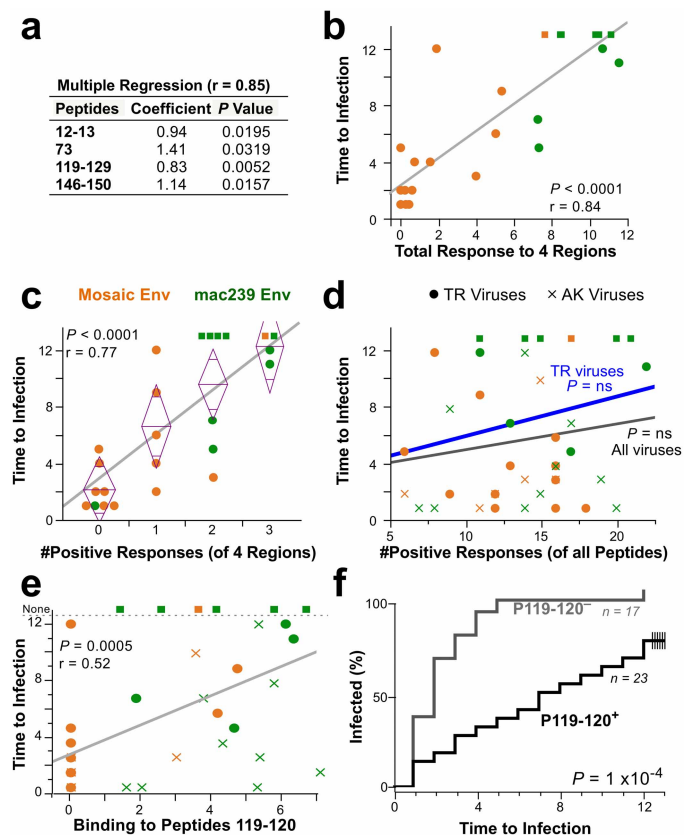 a
Multiple Regression (r = 0.85)
Peptides Coefficient P Value
12-13 0.94 0.0195
73 1.41 0.0319
119-129 0.83 0.0052
146-150 1.14 0.0157
b
Time to Infection
12
8
4
0
P < 0.0001
r = 0.84
0 2 4 6 8 10 12
Total Response to 4 Regions
c
Mosaic Env mac239 Env
Time to Infection
P < 0.0001
r = 0.77
12
8
4
0
0 1 2 3
#Positive Responses (of 4 Regions)
d
TR Viruses × AK Viruses
Time to Infection
12
8
4
0
TR viruses
P = ns
P = ns
All viruses
5 10 15 20
#Positive Responses (of all Peptides)
e
Time to Infection
None
12
8
4
0
P = 0.0005
r = 0.52
0 2 4 6
Binding to Peptides 119-120
f
Infected (%)
100
50
0
P119-120–
n = 17
n = 23
P119-120+
P = 1 x10-4
0 4 8 12
Time to Infection